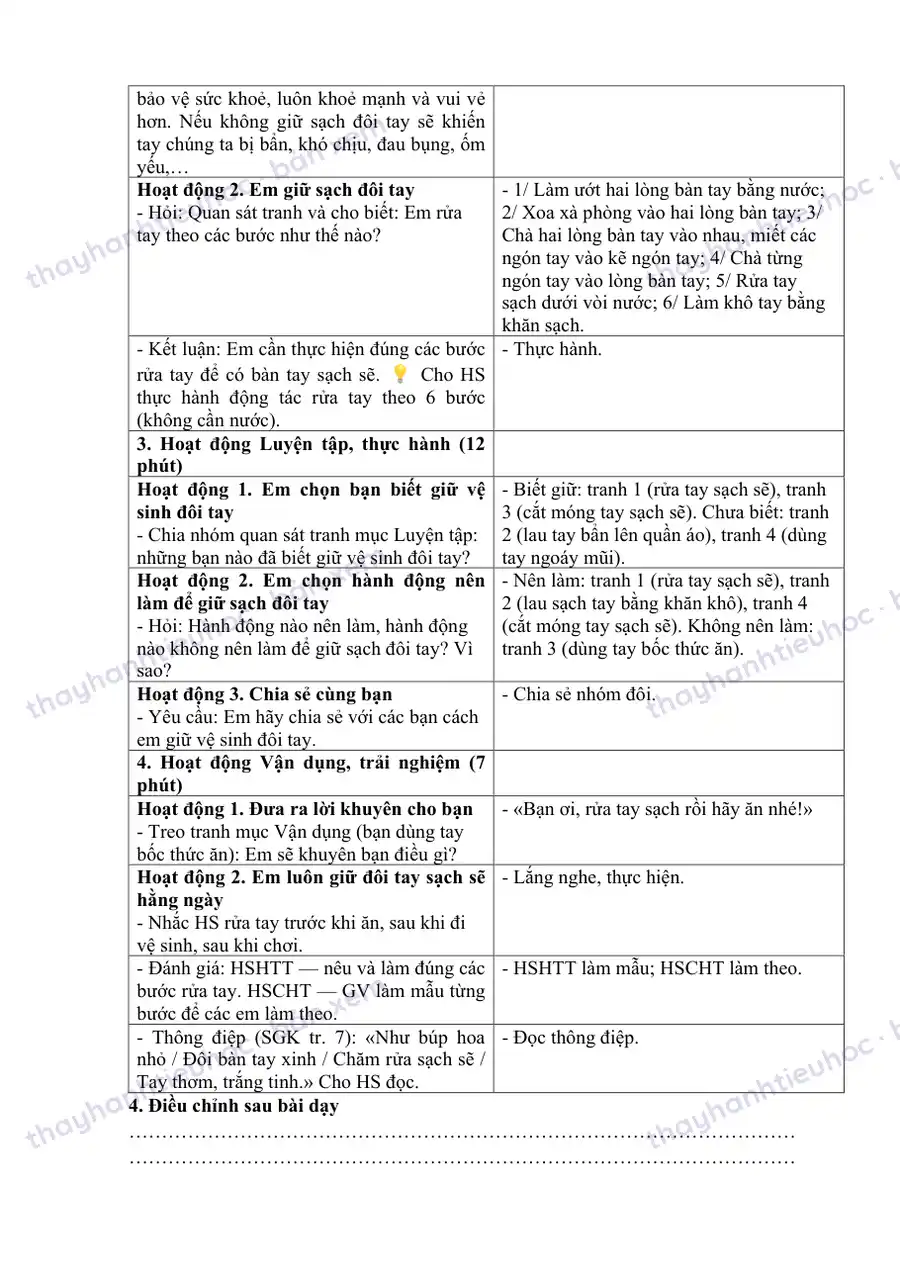 bảo vệ sức khoẻ, luôn khoẻ mạnh và vui vẻ
hơn. Nếu không giữ sạch đôi tay sẽ khiến
tay chúng ta bị bẩn, khó chịu, đau bụng, ốm
yếu,…
Hoạt động 2. Em giữ sạch đôi tay
- Hỏi: Quan sát tranh và cho biết: Em rửa
tay theo các bước như thế nào?
- 1/ Làm ướt hai lòng bàn tay bằng nước;
2/ Xoa xà phòng vào hai lòng bàn tay; 3/
Chà hai lòng bàn tay vào nhau, miết các
ngón tay vào kẽ ngón tay; 4/ Chà từng
ngón tay vào lòng bàn tay; 5/ Rửa tay
sạch dưới vòi nước; 6/ Làm khô tay bằng
khăn sạch.
- Kết luận: Em cần thực hiện đúng các bước
rửa tay để có bàn tay sạch sẽ. 💡 Cho HS
thực hành động tác rửa tay theo 6 bước
(không cần nước).
- Thực hành.
3. Hoạt động Luyện tập, thực hành (12
phút)
Hoạt động 1. Em chọn bạn biết giữ vệ
sinh đôi tay
- Chia nhóm quan sát tranh mục Luyện tập:
những bạn nào đã biết giữ vệ sinh đôi tay?
- Biết giữ: tranh 1 (rửa tay sạch sẽ), tranh
3 (cắt móng tay sạch sẽ). Chưa biết: tranh
2 (lau tay bẩn lên quần áo), tranh 4 (dùng
tay ngoáy mũi).
Hoạt động 2. Em chọn hành động nên
làm để giữ sạch đôi tay
- Hỏi: Hành động nào nên làm, hành động
nào không nên làm để giữ sạch đôi tay? Vì
sao?
- Nên làm: tranh 1 (rửa tay sạch sẽ), tranh
2 (lau sạch tay bằng khăn khô), tranh 4
(cắt móng tay sạch sẽ). Không nên làm:
tranh 3 (dùng tay bốc thức ăn).
Hoạt động 3. Chia sẻ cùng bạn
- Yêu cầu: Em hãy chia sẻ với các bạn cách
em giữ vệ sinh đôi tay.
- Chia sẻ nhóm đôi.
4. Hoạt động Vận dụng, trải nghiệm (7
phút)
Hoạt động 1. Đưa ra lời khuyên cho bạn
- Treo tranh mục Vận dụng (bạn dùng tay
bốc thức ăn): Em sẽ khuyên bạn điều gì?
- «Bạn ơi, rửa tay sạch rồi hãy ăn nhé!»
Hoạt động 2. Em luôn giữ đôi tay sạch sẽ
hằng ngày
- Nhắc HS rửa tay trước khi ăn, sau khi đi
vệ sinh, sau khi chơi.
- Lắng nghe, thực hiện.
- Đánh giá: HSHTT — nêu và làm đúng các
bước rửa tay. HSCHT — GV làm mẫu từng
bước để các em làm theo.
- HSHTT làm mẫu; HSCHT làm theo.
- Thông điệp (SGK tr. 7): «Như búp hoa
nhỏ / Đôi bàn tay xinh / Chăm rửa sạch sẽ /
Tay thơm, trắng tinh.» Cho HS đọc.
- Đọc thông điệp.
4. Điều chỉnh sau bài dạy
…………………………………………………………………………………………
…………………………………………………………………………………………
thayhanhtieuhoc · bản xem
thayhanhtieuhoc · b
thayhanhtieuhoc · bản xem
thayhanhtieuhoc · b
thayhanhtieuhoc · bản xem
thayhanhtieuhoc · b